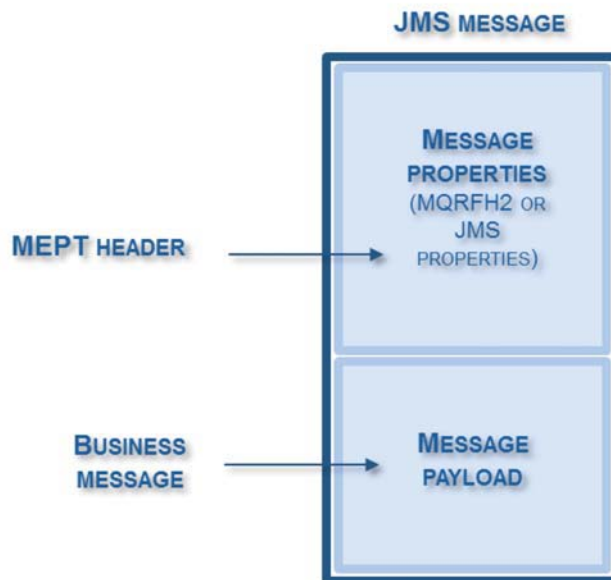 JMS MESSAGE
MESSAGE
PROPERTIES
(MQRFH2 OR
JMS
PROPERTIES)
MEPT HEADER
BUSINESS
MESSAGE
MESSAGE
PAYLOAD